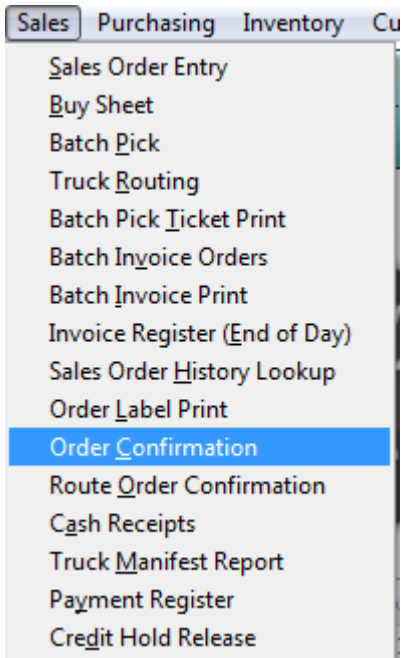 Sales Purchasing Inventory Cu
Sales Order Entry
Buy Sheet
Batch Pick
Truck Routing
Batch Pick Ticket Print
Batch Invoice Orders
Batch Invoice Print
Invoice Register (End of Day)
Sales Order History Lookup
Order Label Print
Order Confirmation
Route Order Confirmation
Cash Receipts
Truck Manifest Report
Payment Register
Credit Hold Release